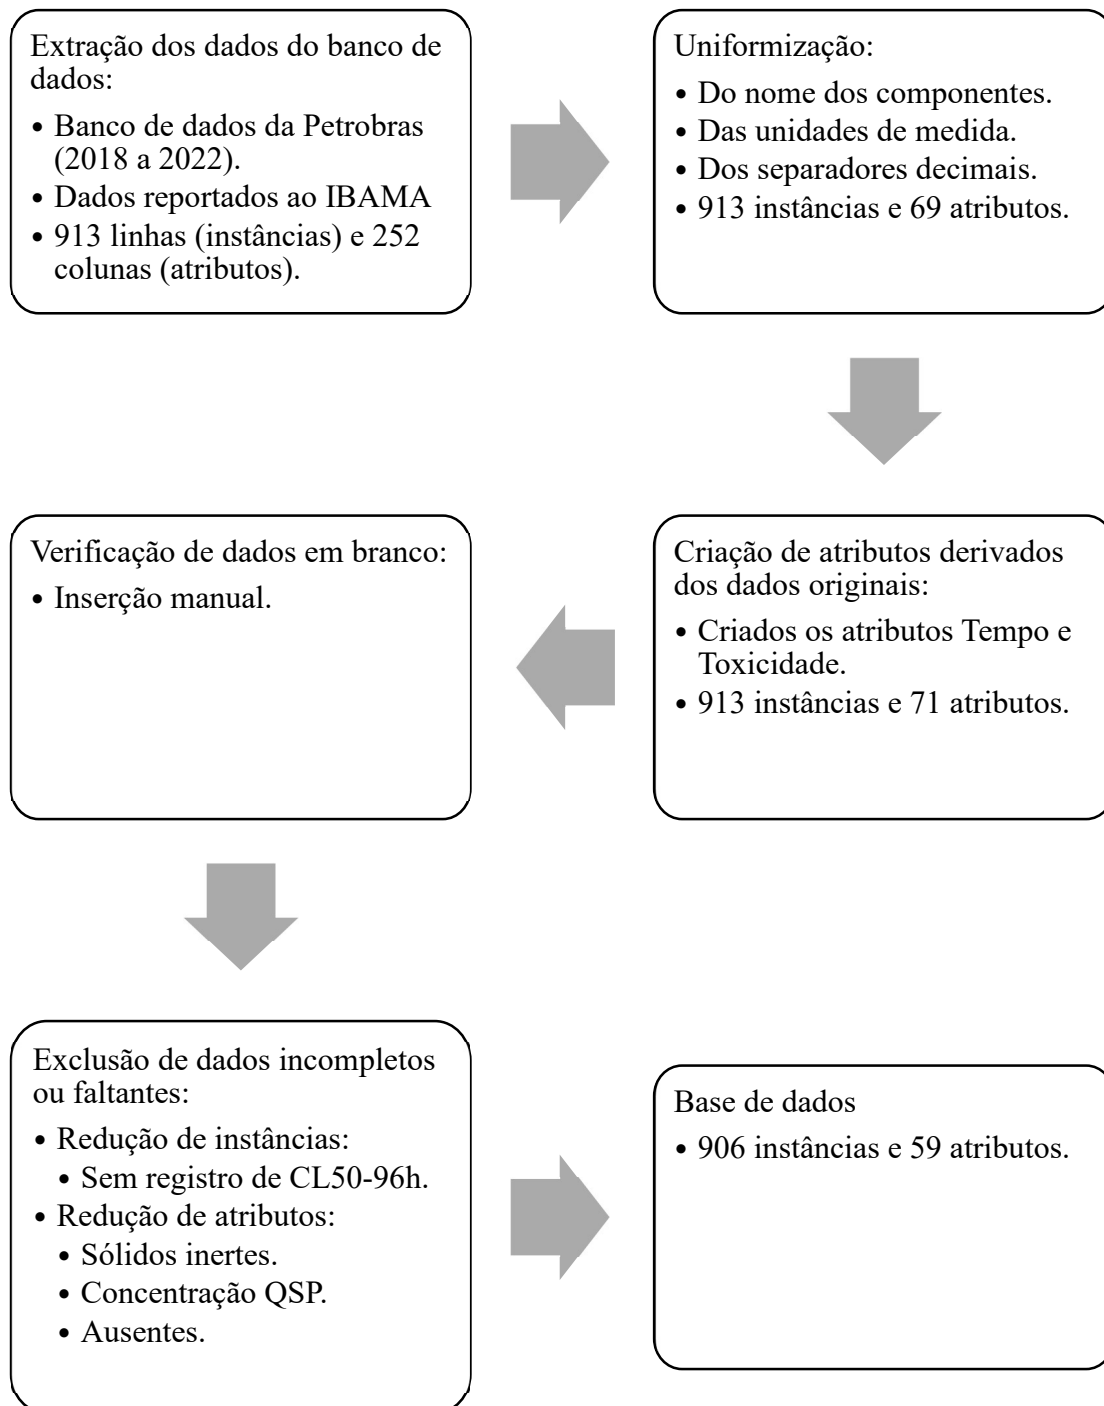 Extração dos dados do banco de
dados:
• Banco de dados da Petrobras
(2018 a 2022).
• Dados reportados ao IBAMA
• 913 linhas (instâncias) e 252
colunas (atributos).
Uniformização:
• Do nome dos componentes.
• Das unidades de medida.
• Dos separadores decimais.
• 913 instâncias e 69 atributos.
Criação de atributos derivados
dos dados originais:
• Criados os atributos Tempo e
Toxicidade.
• 913 instâncias e 71 atributos.
Verificação de dados em branco:
• Inserção manual.
Exclusão de dados incompletos
ou faltantes:
• Redução de instâncias:
• Sem registro de CL50-96h.
• Redução de atributos:
• Sólidos inertes.
• Concentração QSP.
• Ausentes.
Base de dados
• 906 instâncias e 59 atributos.